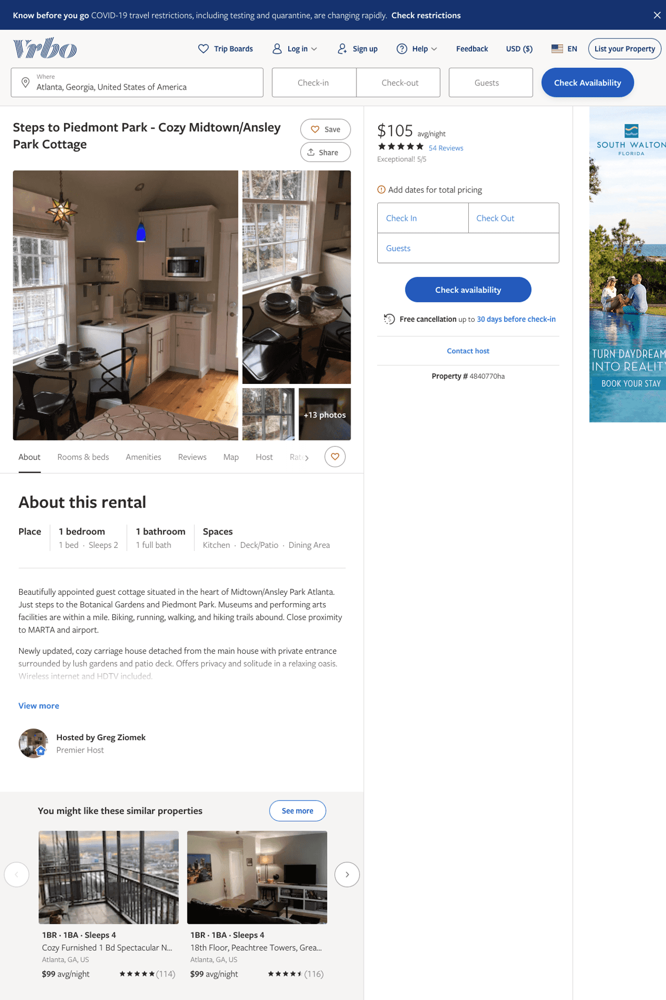 Know before you go COVID-19 travel restrictions, including testing and quarantine, are changing rapidly. Check restrictions
Vrbo
Trip Boards
Log in
Sign up
Help
Feedback
USD ($)
EN
List your Property
Where
Atlanta, Georgia, United States of America
Check-in
Check-out
Guests
Check Availability
Steps to Piedmont Park - Cozy Midtown/Ansley
Park Cottage
Save
Share
+13 photos
$105 avg/night
54 Reviews
Exceptional! 5/5
Add dates for total pricing
Check In
Check Out
Guests
Check availability
Free cancellation up to 30 days before check-in
Contact host
Property # 4840770ha
SOUTH WALTON
FLORIDA
TURN DAYDREAM
INTO REALITY
BOOK YOUR STAY
About
Rooms & beds
Amenities
Reviews
Map
Host
Rate
About this rental
Place
1 bedroom
1 bed · Sleeps 2
1 bathroom
1 full bath
Spaces
Kitchen · Deck/Patio · Dining Area
Beautifully appointed guest cottage situated in the heart of Midtown/Ansley Park Atlanta.
Just steps to the Botanical Gardens and Piedmont Park. Museums and performing arts
facilities are within a mile. Biking, running, walking, and hiking trails abound. Close proximity
to MARTA and airport.
Newly updated, cozy carriage house detached from the main house with private entrance
surrounded by lush gardens and patio deck. Offers privacy and solitude in a relaxing oasis.
Wireless internet and HDTV included.
View more
Hosted by Greg Ziomek
Premier Host
You might like these similar properties
See more
1BR · 1BA · Sleeps 4
Cozy Furnished 1 Bd Spectacular N...
Atlanta, GA, US
$99 avg/night
(114)
1BR · 1BA · Sleeps 4
18th Floor, Peachtree Towers, Grea...
Atlanta, GA, US
$99 avg/night
(116)